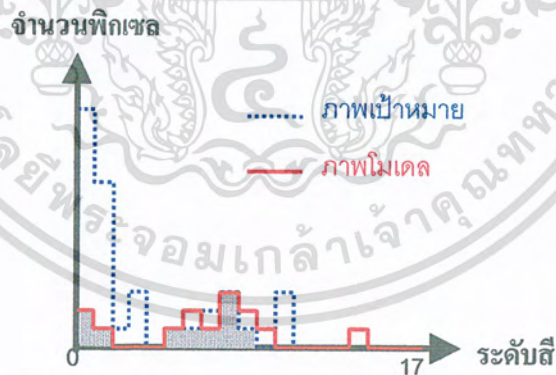 จำนวนพิกเซล
ภาพเป้าหมาย
ภาพโมเดล
0
17
ระดับสี